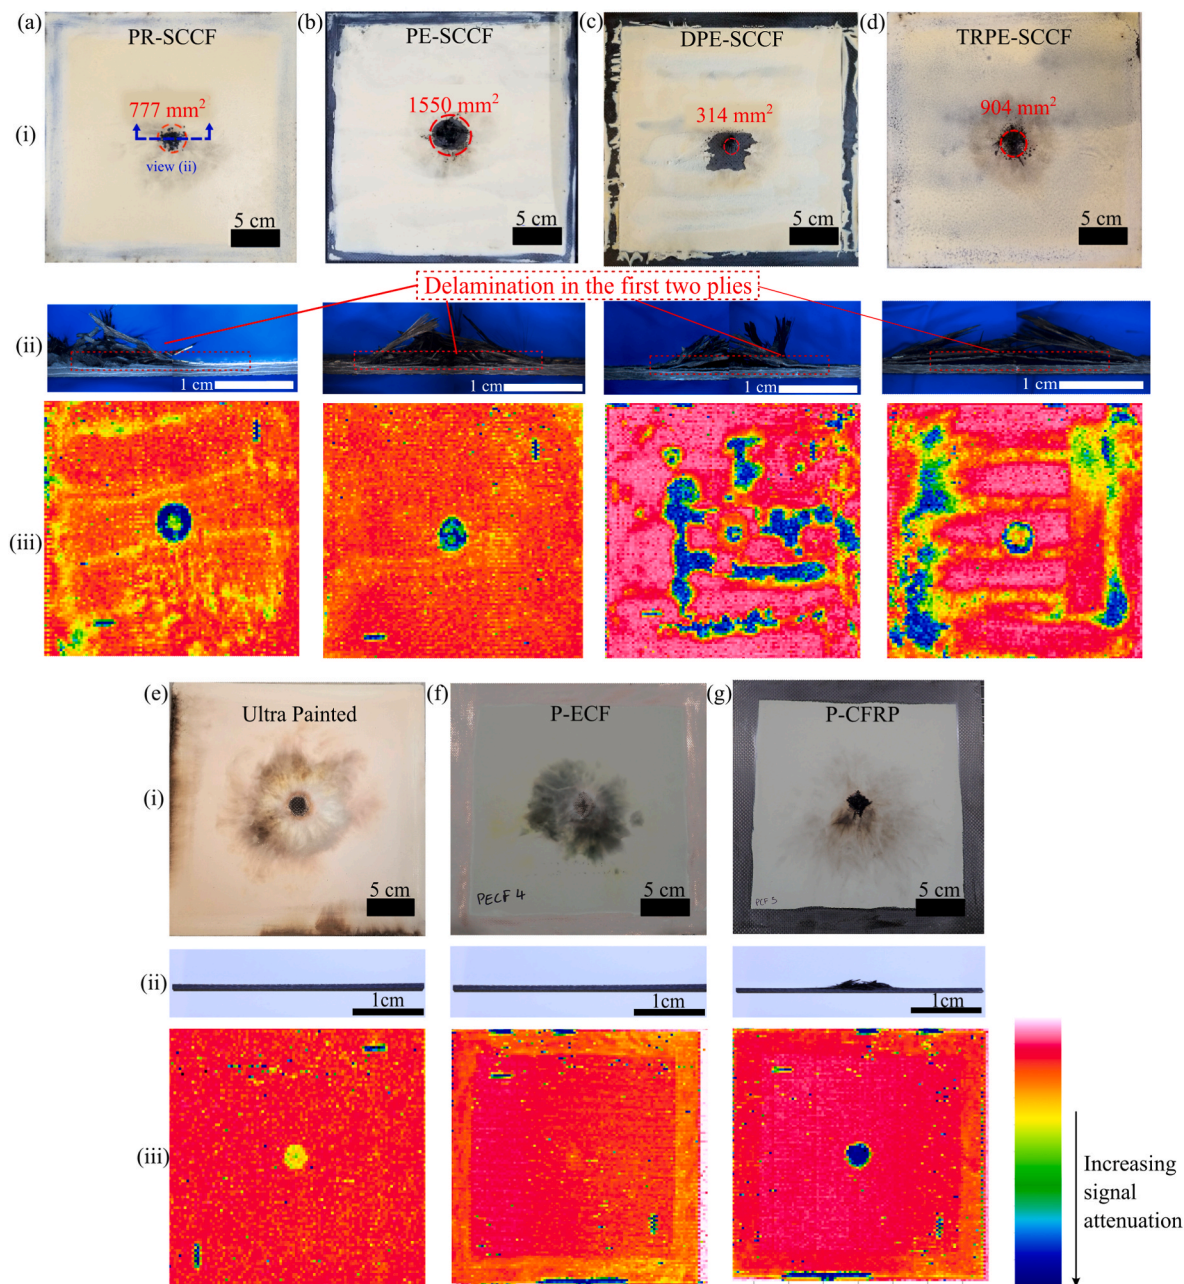 (a)
PR-SCCF
(b)
PE-SCCF
(c)
DPE-SCCF
(d)
TRPE-SCCF
(i)
777 mm²
view (ii)
5 cm
1550 mm²
5 cm
314 mm²
5 cm
904 mm²
5 cm
Delamination in the first two plies
(ii)
1 cm
1 cm
1 cm
1 cm
(iii)
(e)
Ultra Painted
(f)
P-ECF
(g)
P-CFRP
(i)
5 cm
PECF 4
5 cm
PCF 3
5 cm
(ii)
1cm
1cm
1cm
(iii)
Increasing
signal
attenuation